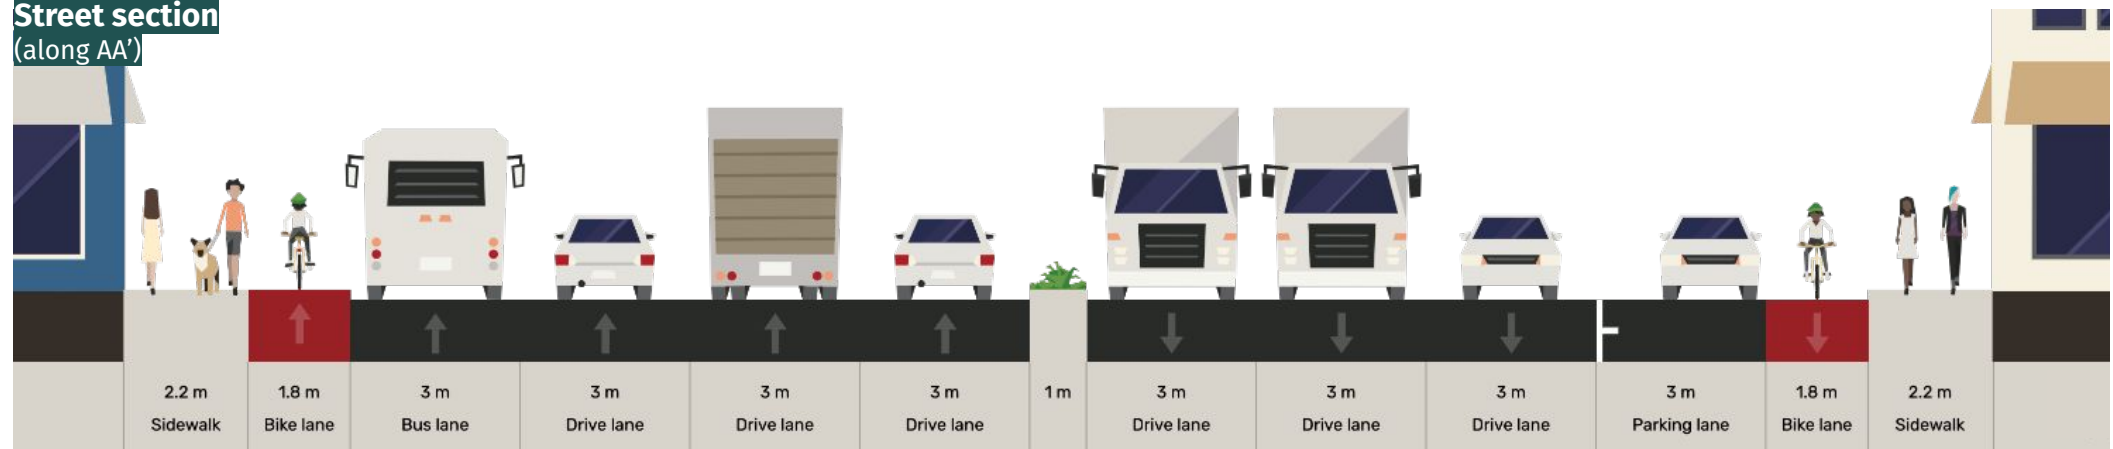 Street section
(along AA’)
2.2 m
Sidewalk
1.8 m
Bike lane
3 m
Bus lane
3 m
Drive lane
3 m
Drive lane
3 m
Drive lane
1 m
3 m
Drive lane
3 m
Drive lane
3 m
Drive lane
3 m
Parking lane
1.8 m
Bike lane
2.2 m
Sidewalk